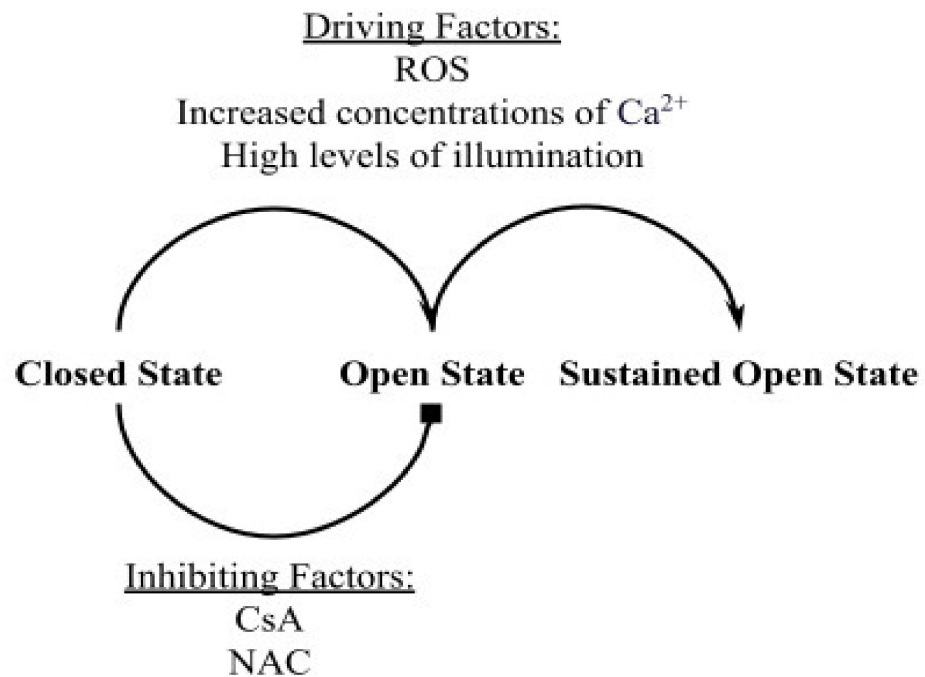 Driving Factors:
ROS
Increased concentrations of Ca²⁺
High levels of illumination
Closed State
Open State
Sustained Open State
Inhibiting Factors:
CsA
NAC